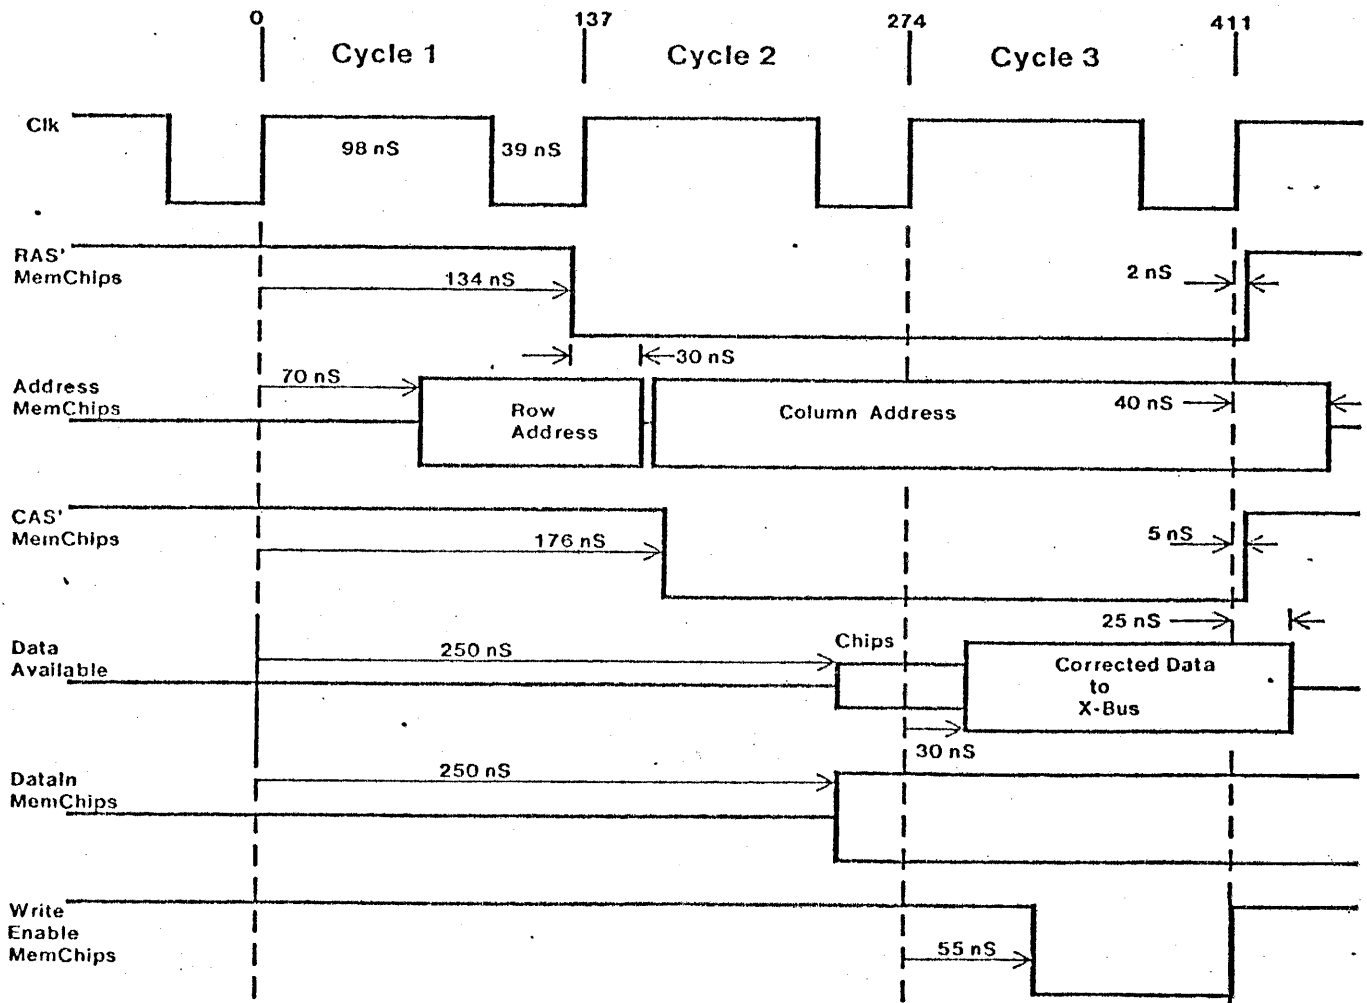 0 137 274 411
Cycle 1 Cycle 2 Cycle 3
Clk
98 nS 39 nS
RAS'
MemChips
134 nS
2 nS
30 nS
Address
MemChips
70 nS
Row
Address
Column Address
40 nS
CAS'
MemChips
176 nS
5 nS
25 nS
Data
Available
250 nS
Chips
Corrected Data
to
X-Bus
30 nS
DataIn
MemChips
250 nS
Write
Enable
MemChips
55 nS